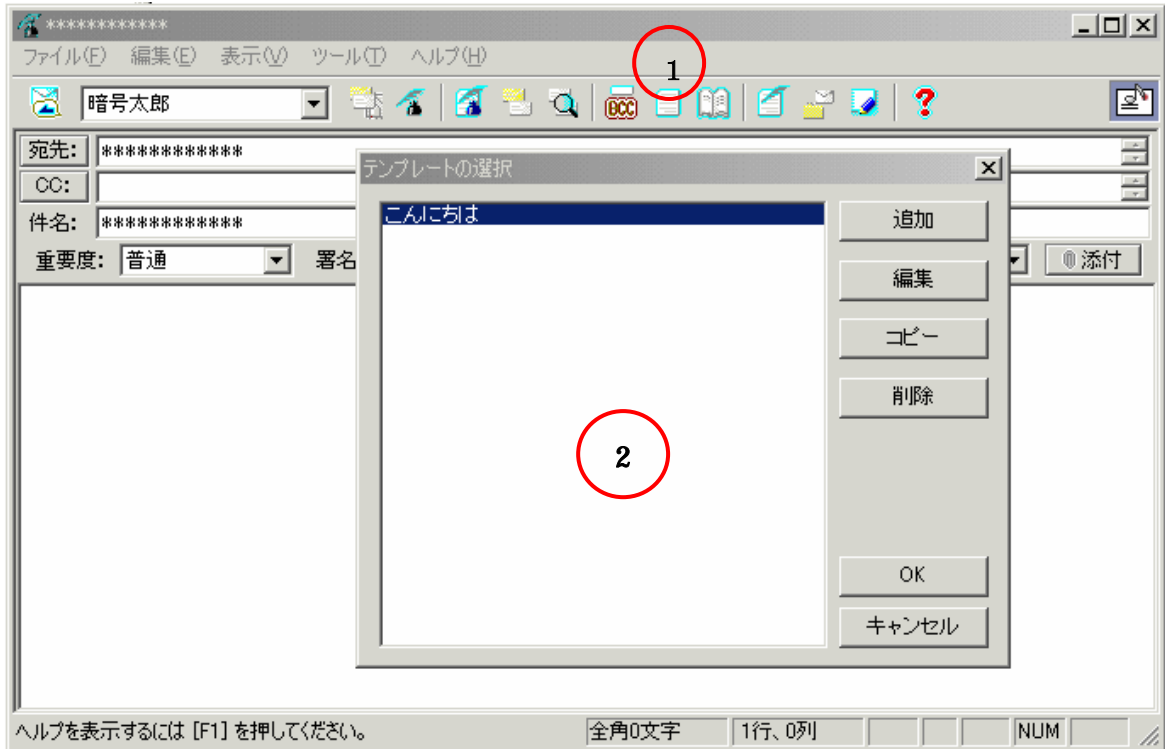 ************
ファイル(F) 編集(E) 表示(V) ツール(T) ヘルプ(H)
1
暗号太郎 BCC ?
宛先: ************
CC:
件名: ************
重要度: 普通 署名 添付
テンプレートの選択
こんにちは
追加
編集
コピー
削除
2
OK
キャンセル
ヘルプを表示するには [F1] を押してください。 全角0文字 1行、0列 NUM